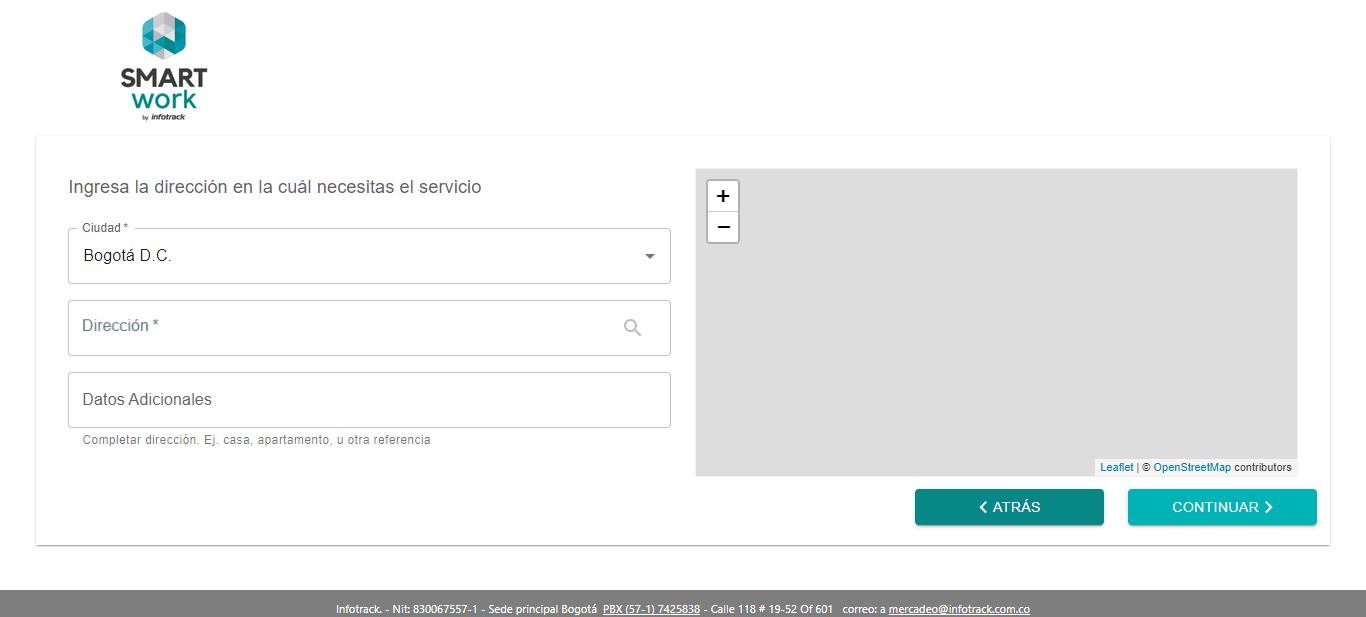 SMART
work
by infotrack
Ingresa la dirección en la cuál necesitas el servicio
Ciudad *
Bogotá D.C.
Dirección *
Datos Adicionales
Completar dirección. Ej. casa, apartamento, u otra referencia
+
−
Leaflet | © OpenStreetMap contributors
ATRÁS
CONTINUAR
Infotrack. - Nit: 830067557-1 - Sede principal Bogotá PBX (57-1) 7425838 - Calle 118 # 19-52 Of 601 correo: a mercadeo@infotrack.com.co